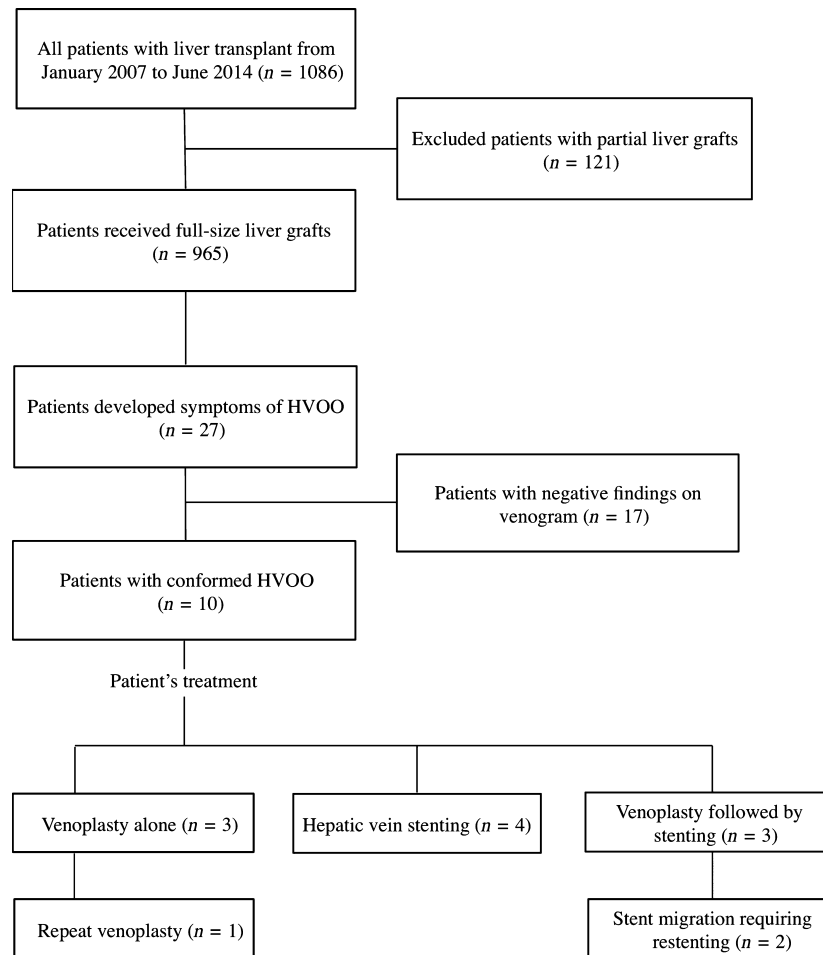 All patients with liver transplant from
January 2007 to June 2014 (n = 1086)
Excluded patients with partial liver grafts
(n = 121)
Patients received full-size liver grafts
(n = 965)
Patients developed symptoms of HVOO
(n = 27)
Patients with negative findings on
venogram (n = 17)
Patients with conformed HVOO
(n = 10)
Patient’s treatment
Venoplasty alone (n = 3)
Hepatic vein stenting (n = 4)
Venoplasty followed by
stenting (n = 3)
Repeat venoplasty (n = 1)
Stent migration requiring
restenting (n = 2)